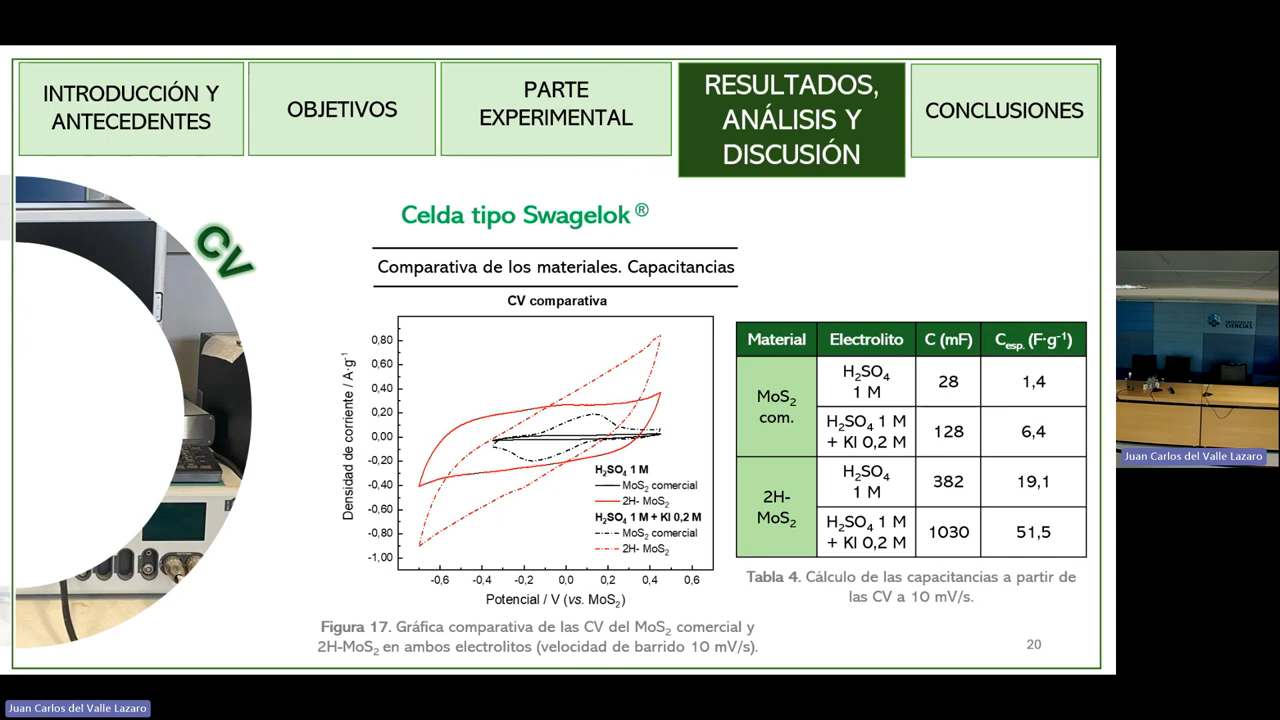 INTRODUCCIÓN Y
ANTECEDENTES
OBJETIVOS
PARTE
EXPERIMENTAL
RESULTADOS,
ANÁLISIS Y
DISCUSIÓN
CONCLUSIONES
CV
Celda tipo Swagelok ®
Comparativa de los materiales. Capacitancias
CV comparativa
Densidad de corriente / A·g⁻¹
0,80
0,60
0,40
0,20
0,00
-0,20
-0,40
-0,60
-0,80
-1,00
H₂SO₄ 1 M
MoS₂ comercial
2H- MoS₂
H₂SO₄ 1 M + KI 0,2 M
MoS₂ comercial
2H- MoS₂
-0,6 -0,4 -0,2 0,0 0,2 0,4 0,6
Potencial / V (vs. MoS₂)
Figura 17. Gráfica comparativa de las CV del MoS₂ comercial y
2H-MoS₂ en ambos electrolitos (velocidad de barrido 10 mV/s).
Material Electrolito C (mF) Cesp. (F·g⁻¹)
MoS₂
com.
H₂SO₄
1 M
28 1,4
H₂SO₄ 1 M
+ KI 0,2 M
128 6,4
2H-
MoS₂
H₂SO₄
1 M
382 19,1
H₂SO₄ 1 M
+ KI 0,2 M
1030 51,5
Tabla 4. Cálculo de las capacitancias a partir de
las CV a 10 mV/s.
20
CIENCIAS
Juan Carlos del Valle Lazaro
Juan Carlos del Valle Lazaro